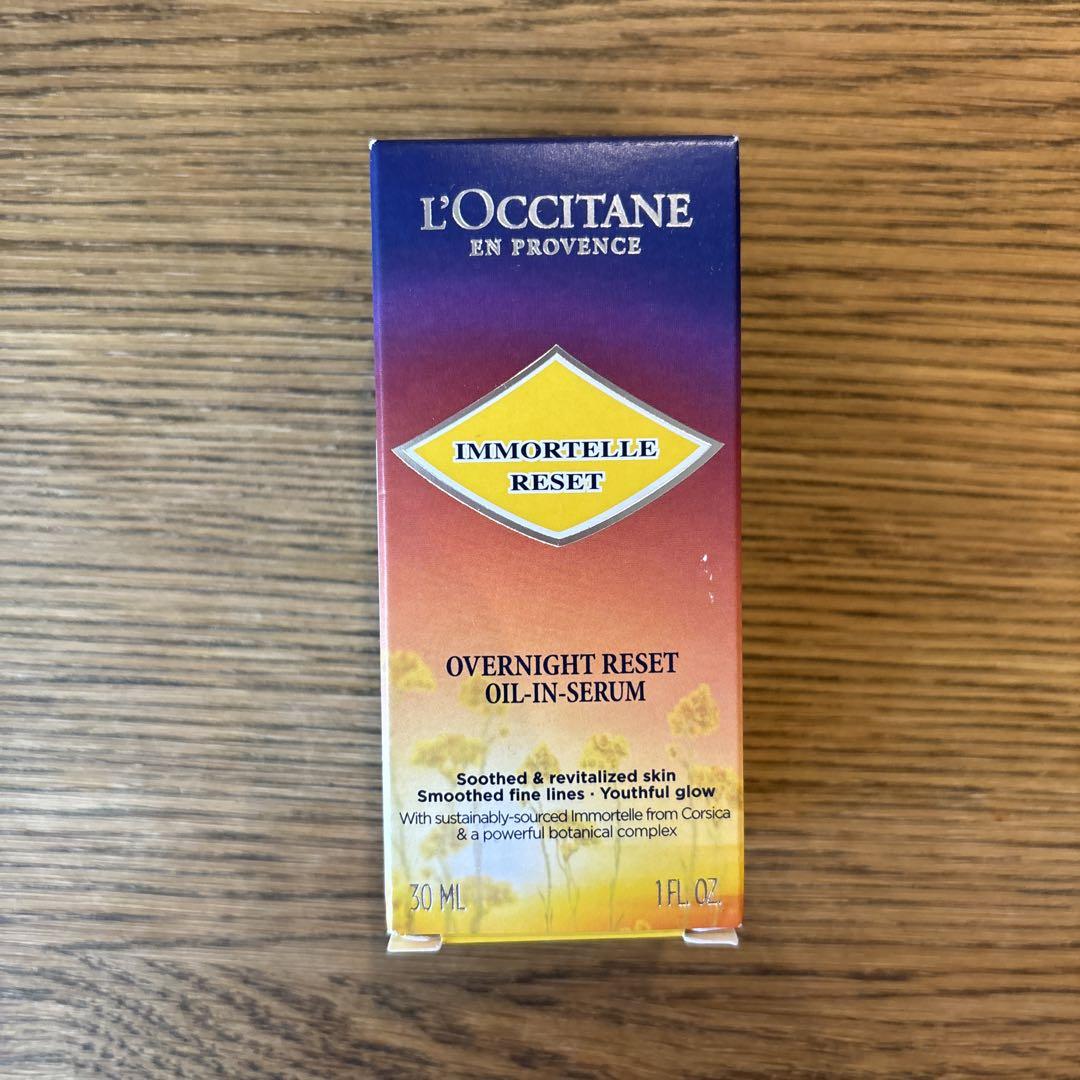 L'OCCITANE
EN PROVENCE
IMMORTELLE
RESET
OVERNIGHT RESET
OIL-IN-SERUM
Soothed & revitalized skin
Smoothed fine lines · Youthful glow
With sustainably-sourced Immortelle from Corsica
& a powerful botanical complex
30 ML 1 FL. OZ.